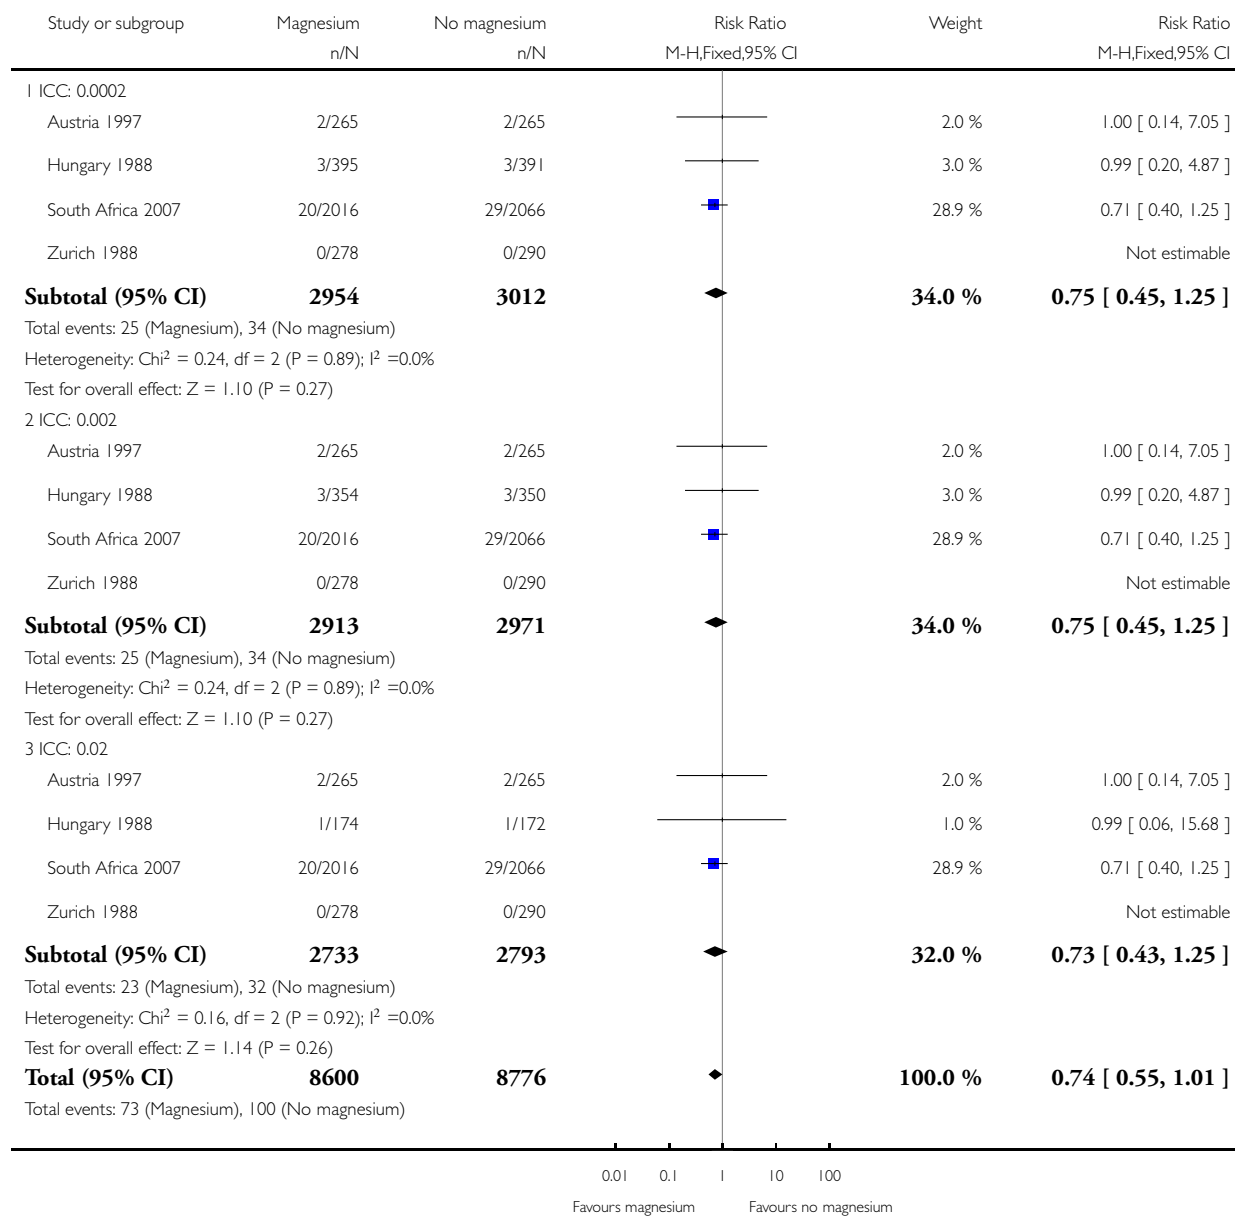 Study or subgroup Magnesium No magnesium Risk Ratio Weight Risk Ratio
n/N n/N M-H,Fixed,95% CI M-H,Fixed,95% CI
1 ICC: 0.0002
Austria 1997 2/265 2/265 2.0 % 1.00 [ 0.14, 7.05 ]
Hungary 1988 3/395 3/391 3.0 % 0.99 [ 0.20, 4.87 ]
South Africa 2007 20/2016 29/2066 28.9 % 0.71 [ 0.40, 1.25 ]
Zurich 1988 0/278 0/290 Not estimable
Subtotal (95% CI) 2954 3012 34.0 % 0.75 [ 0.45, 1.25 ]
Total events: 25 (Magnesium), 34 (No magnesium)
Heterogeneity: Chi² = 0.24, df = 2 (P = 0.89); I² =0.0%
Test for overall effect: Z = 1.10 (P = 0.27)
2 ICC: 0.002
Austria 1997 2/265 2/265 2.0 % 1.00 [ 0.14, 7.05 ]
Hungary 1988 3/354 3/350 3.0 % 0.99 [ 0.20, 4.87 ]
South Africa 2007 20/2016 29/2066 28.9 % 0.71 [ 0.40, 1.25 ]
Zurich 1988 0/278 0/290 Not estimable
Subtotal (95% CI) 2913 2971 34.0 % 0.75 [ 0.45, 1.25 ]
Total events: 25 (Magnesium), 34 (No magnesium)
Heterogeneity: Chi² = 0.24, df = 2 (P = 0.89); I² =0.0%
Test for overall effect: Z = 1.10 (P = 0.27)
3 ICC: 0.02
Austria 1997 2/265 2/265 2.0 % 1.00 [ 0.14, 7.05 ]
Hungary 1988 1/174 1/172 1.0 % 0.99 [ 0.06, 15.68 ]
South Africa 2007 20/2016 29/2066 28.9 % 0.71 [ 0.40, 1.25 ]
Zurich 1988 0/278 0/290 Not estimable
Subtotal (95% CI) 2733 2793 32.0 % 0.73 [ 0.43, 1.25 ]
Total events: 23 (Magnesium), 32 (No magnesium)
Heterogeneity: Chi² = 0.16, df = 2 (P = 0.92); I² =0.0%
Test for overall effect: Z = 1.14 (P = 0.26)
Total (95% CI) 8600 8776 100.0 % 0.74 [ 0.55, 1.01 ]
Total events: 73 (Magnesium), 100 (No magnesium)
0.01 0.1 1 10 100
Favours magnesium Favours no magnesium